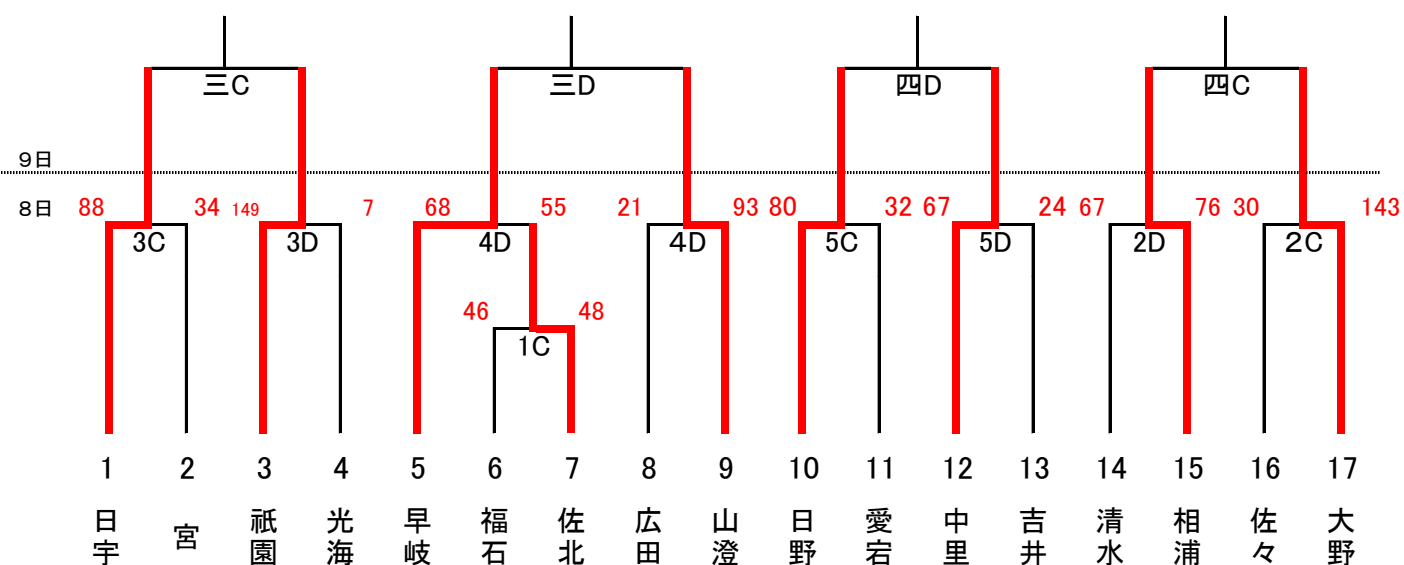 三C 三D 四D 四C
9日
8日 88 34 149 7 68 55 21 93 80 32 67 24 67 76 30 143
3C 3D 4D 4D 5C 5D 2D 2C
46 48
1C
1 2 3 4 5 6 7 8 9 10 11 12 13 14 15 16 17
日宇 宮 祇園 光海 早岐 福石 佐北 広田 山澄 日野 愛宕 中里 吉井 清水 相浦 佐々 大野